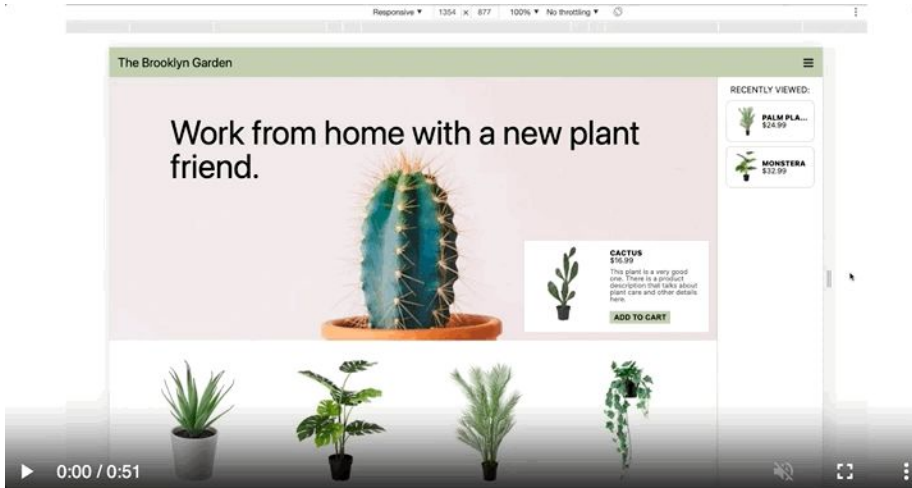 Responsive ▼ 1354 × 877 100% ▼ No throttling ▼
The Brooklyn Garden
RECENTLY VIEWED:
PALM PLA...
$24.99
MONSTERA
$32.99
Work from home with a new plant
friend.
CACTUS
$16.99
This plant is a very good
one. There is a product
description that talks about
plant care and other details
here.
ADD TO CART
0:00 / 0:51